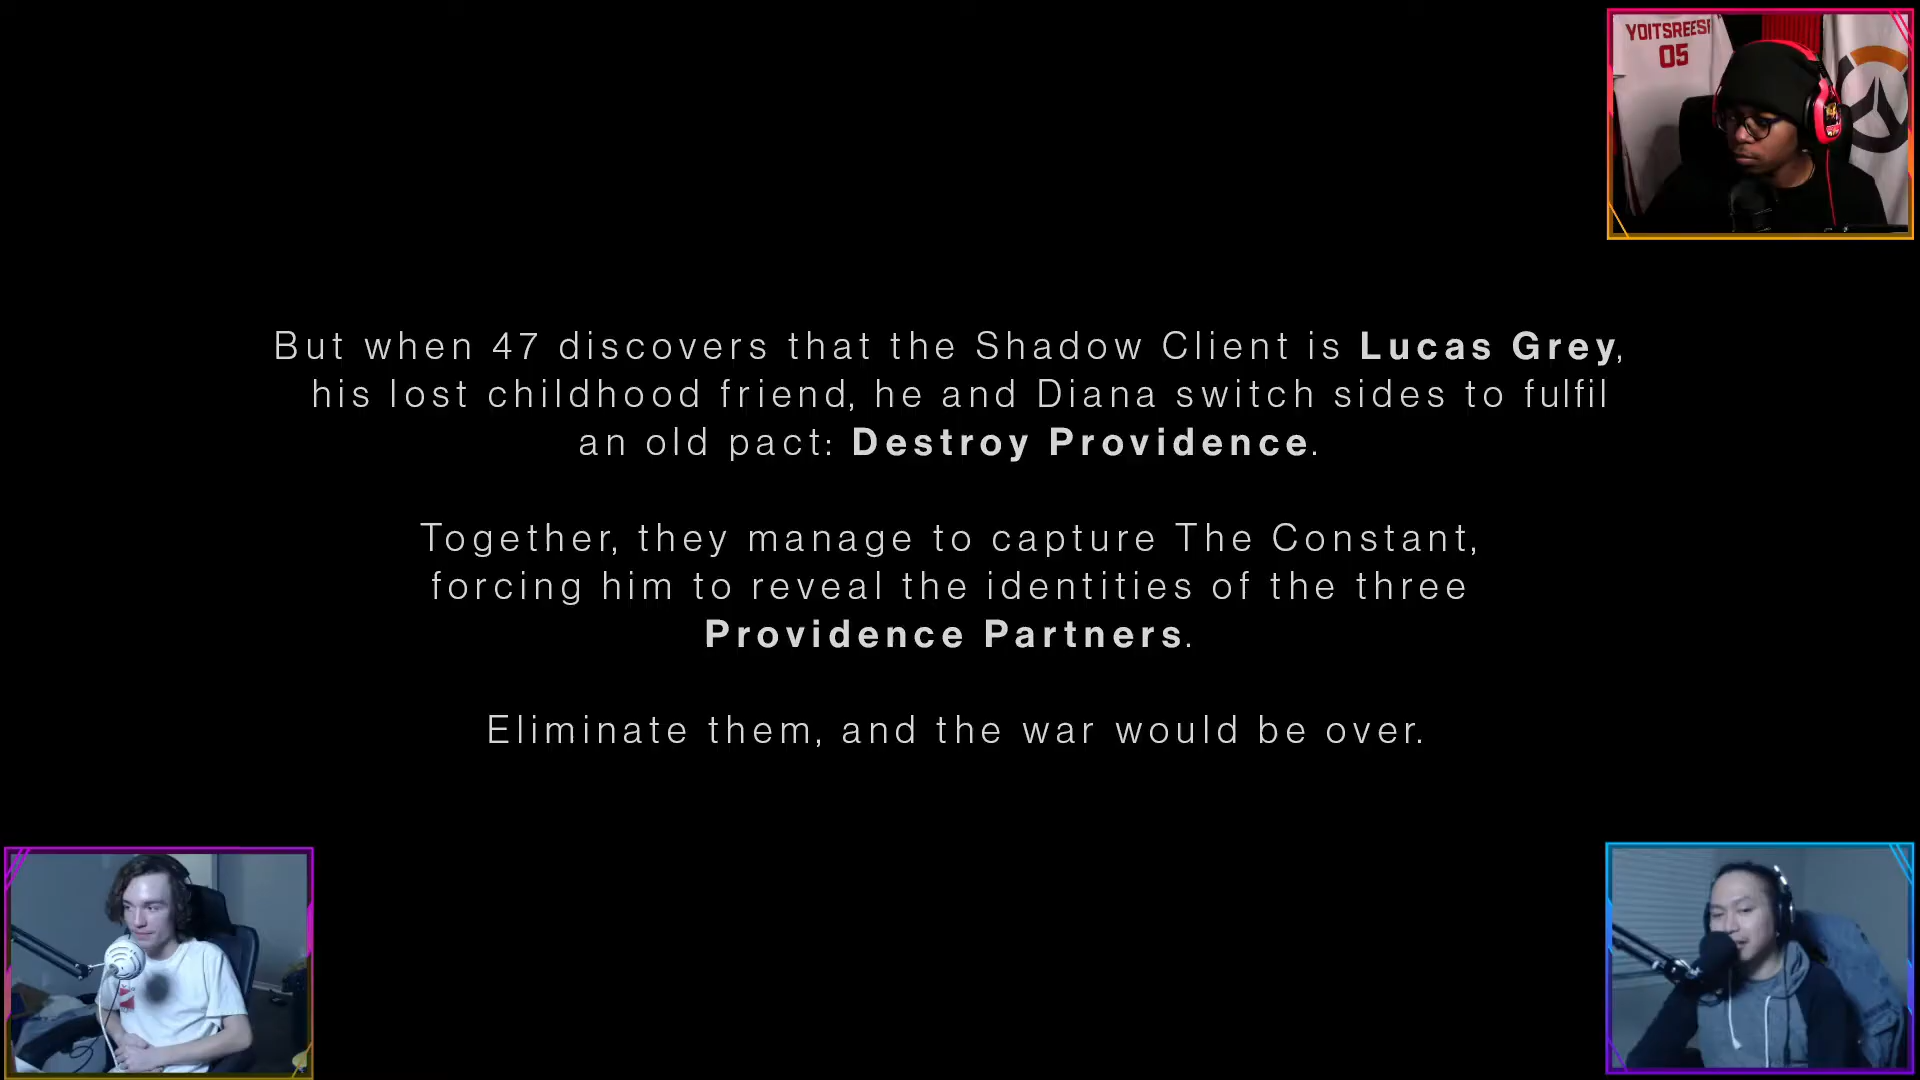 YOITSREESE
05
But when 47 discovers that the Shadow Client is Lucas Grey,
his lost childhood friend, he and Diana switch sides to fulfil
an old pact: Destroy Providence.
Together, they manage to capture The Constant,
forcing him to reveal the identities of the three
Providence Partners.
Eliminate them, and the war would be over.